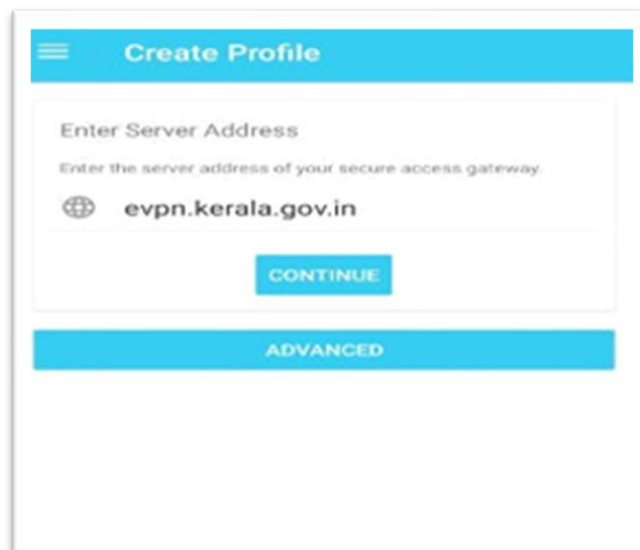 Create Profile
Enter Server Address
Enter the server address of your secure access gateway.
evpn.kerala.gov.in
CONTINUE
ADVANCED